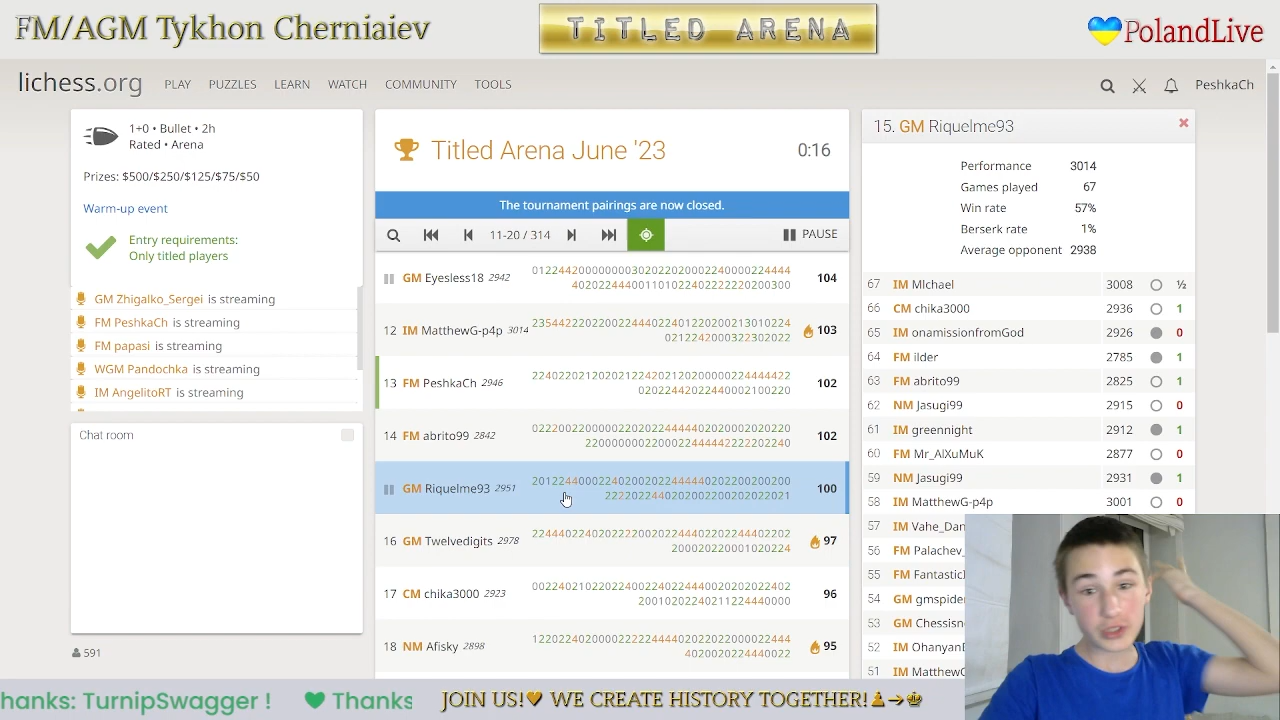 FM/AGM Tykhon Cherniaiev
TITLED ARENA
PolandLive
lichess.org PLAY PUZZLES LEARN WATCH COMMUNITY TOOLS PeshkaCh
1+0 • Bullet • 2h
Rated • Arena
Prizes: $500/$250/$125/$75/$50
Warm-up event
Entry requirements:
Only titled players
GM Zhigalko_Sergei is streaming
FM PeshkaCh is streaming
FM papasi is streaming
WGM Pandochka is streaming
IM AngelitoRT is streaming
Chat room
591
Titled Arena June '23 0:16
The tournament pairings are now closed.
11-20 / 314 PAUSE
GM Eyesless18 2942 104
12 IM MatthewG-p4p 3014 103
13 FM PeshkaCh 2946 102
14 FM abrito99 2842 102
GM Riquelme93 2951 100
16 GM Twelvedigits 2978 97
17 CM chika3000 2923 96
18 NM Afisky 2898 95
15. GM Riquelme93
Performance 3014
Games played 67
Win rate 57%
Berserk rate 1%
Average opponent 2938
67 IM MIchael 3008 ½
66 CM chika3000 2936 1
65 IM onamissionfromGod 2926 0
64 FM ilder 2785 1
63 FM abrito99 2825 1
62 NM Jasugi99 2915 0
61 IM greennight 2912 1
60 FM Mr_AlXuMuK 2877 0
59 NM Jasugi99 2931 1
58 IM MatthewG-p4p 3001 0
57 IM Vahe_Dan
56 FM Palachev_
55 FM Fantastic
54 GM gmspider
53 GM Chessisn
52 IM Ohanyan
51 IM Matthew
hanks: TurnipSwagger ! Thanks
JOIN US! WE CREATE HISTORY TOGETHER!